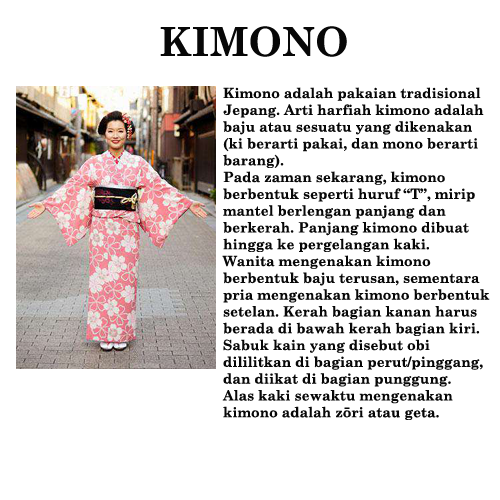 KIMONO
Kimono adalah pakaian tradisional
Jepang. Arti harfiah kimono adalah
baju atau sesuatu yang dikenakan
(ki berarti pakai, dan mono berarti
barang).
Pada zaman sekarang, kimono
berbentuk seperti huruf “T”, mirip
mantel berlengan panjang dan
berkerah. Panjang kimono dibuat
hingga ke pergelangan kaki.
Wanita mengenakan kimono
berbentuk baju terusan, sementara
pria mengenakan kimono berbentuk
setelan. Kerah bagian kanan harus
berada di bawah kerah bagian kiri.
Sabuk kain yang disebut obi
dililitkan di bagian perut/pinggang,
dan diikat di bagian punggung.
Alas kaki sewaktu mengenakan
kimono adalah zōri atau geta.